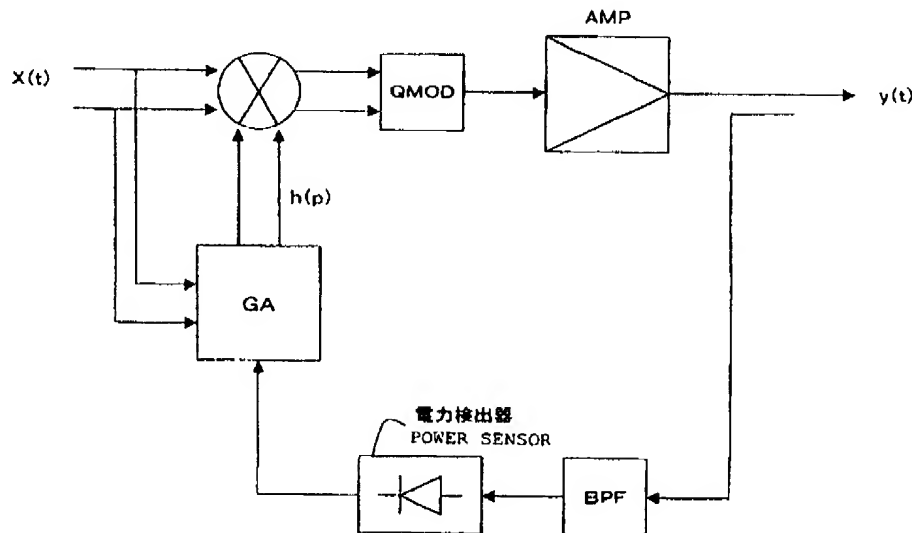 AMP
X(t)
QMOD
y(t)
h(p)
GA
電力検出器
POWER SENSOR
BPF